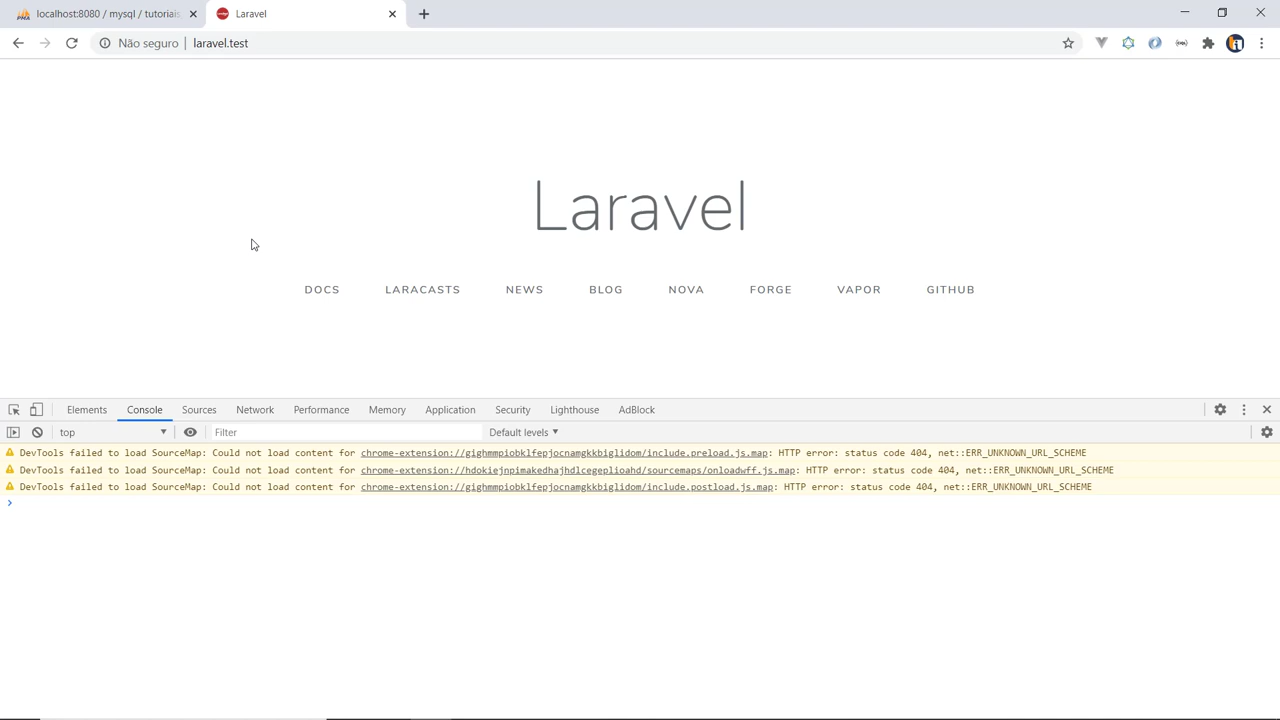 localhost:8080 / mysql / tutoriais
Laravel
Não seguro
laravel.test
Laravel
DOCS LARACASTS NEWS BLOG NOVA FORGE VAPOR GITHUB
Elements Console Sources Network Performance Memory Application Security Lighthouse AdBlock
top Filter Default levels
DevTools failed to load SourceMap: Could not load content for chrome-extension://gighmmpiobklfepjocnamgkkbiglidom/include.preload.js.map: HTTP error: status code 404, net::ERR_UNKNOWN_URL_SCHEME
DevTools failed to load SourceMap: Could not load content for chrome-extension://hdokiejnpimakedhajhdlcegeplioahd/sourcemaps/onloadwff.js.map: HTTP error: status code 404, net::ERR_UNKNOWN_URL_SCHEME
DevTools failed to load SourceMap: Could not load content for chrome-extension://gighmmpiobklfepjocnamgkkbiglidom/include.postload.js.map: HTTP error: status code 404, net::ERR_UNKNOWN_URL_SCHEME